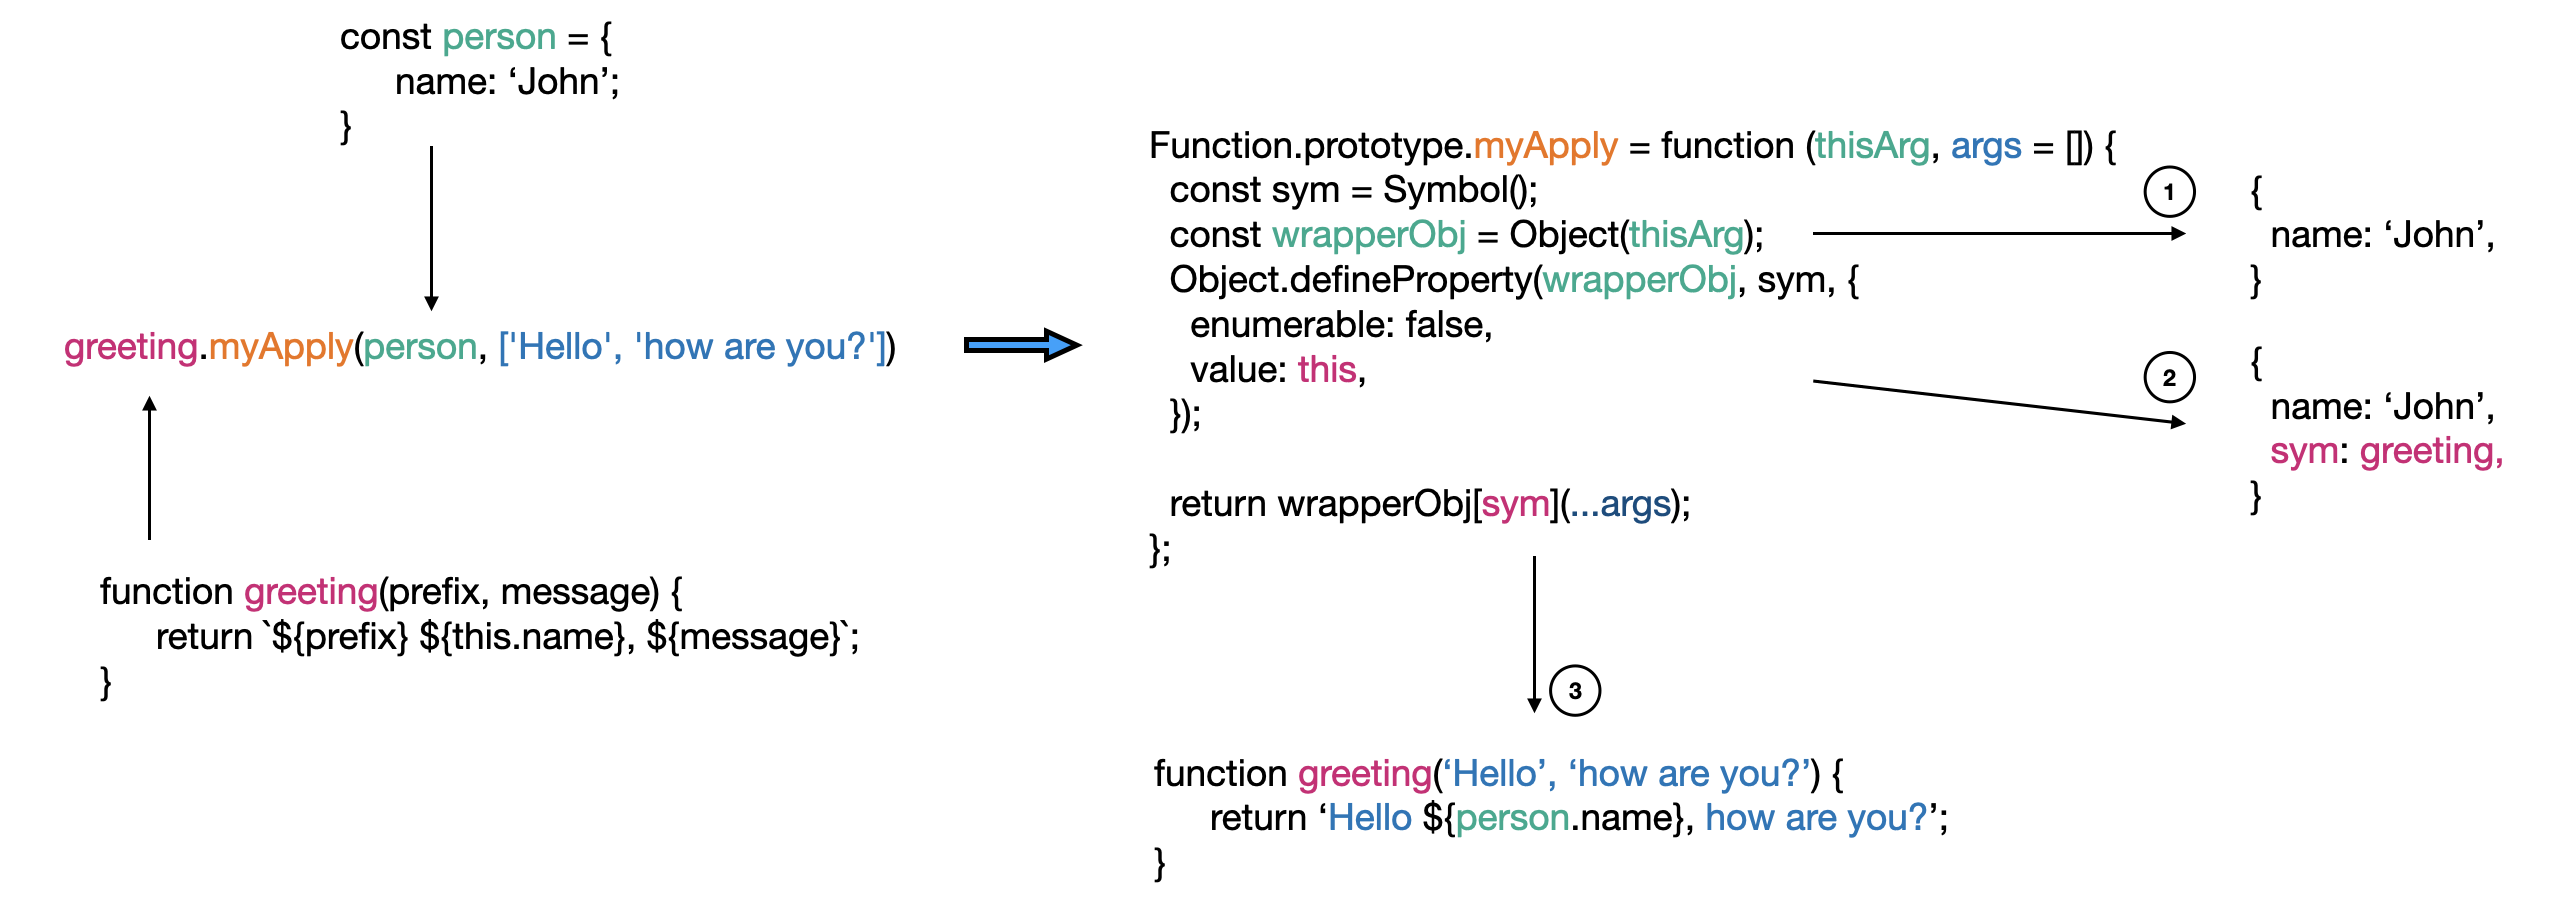 const person = {
name: ‘John’;
}
greeting.myApply(person, ['Hello', 'how are you?'])
function greeting(prefix, message) {
return `${prefix} ${this.name}, ${message}`;
}
Function.prototype.myApply = function (thisArg, args = []) {
const sym = Symbol();
const wrapperObj = Object(thisArg);
Object.defineProperty(wrapperObj, sym, {
enumerable: false,
value: this,
});
return wrapperObj[sym](...args);
};
1
{
name: ‘John’,
}
2
{
name: ‘John’,
sym: greeting,
}
3
function greeting(‘Hello’, ‘how are you?’) {
return ‘Hello ${person.name}, how are you?’;
}